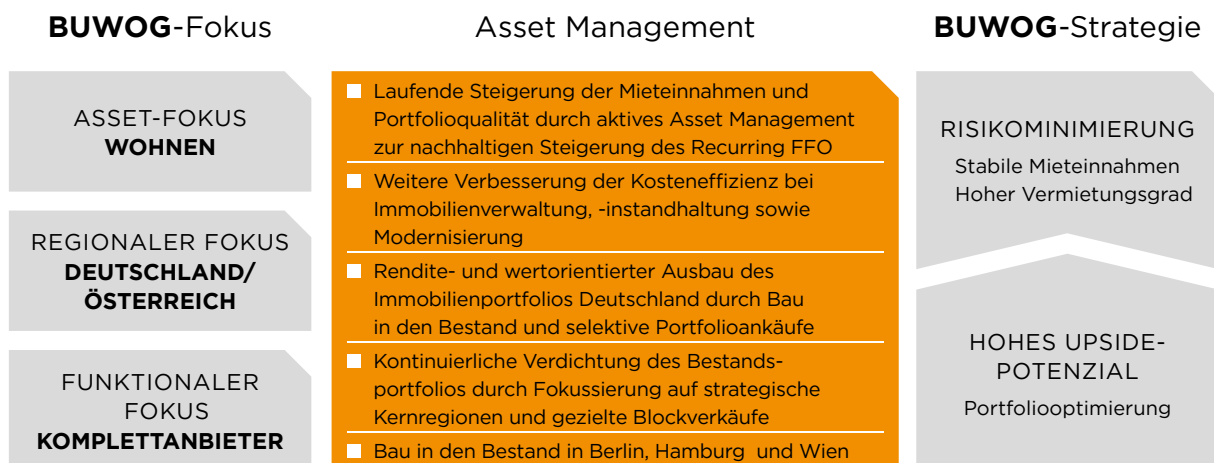 BUWOG-Fokus
ASSET-FOKUS
WOHNEN
REGIONALER FOKUS
DEUTSCHLAND/
ÖSTERREICH
FUNKTIONALER
FOKUS
KOMPLETTANBIETER
Asset Management
Laufende Steigerung der Mieteinnahmen und
Portfolioqualität durch aktives Asset Management
zur nachhaltigen Steigerung des Recurring FFO
Weitere Verbesserung der Kosteneffizienz bei
Immobilienverwaltung, -instandhaltung sowie
Modernisierung
Rendite- und wertorientierter Ausbau des
Immobilienportfolios Deutschland durch Bau
in den Bestand und selektive Portfolioankäufe
Kontinuierliche Verdichtung des Bestands-
portfolios durch Fokussierung auf strategische
Kernregionen und gezielte Blockverkäufe
Bau in den Bestand in Berlin, Hamburg und Wien
BUWOG-Strategie
RISIKOMINIMIERUNG
Stabile Mieteinnahmen
Hoher Vermietungsgrad
HOHES UPSIDE-
POTENZIAL
Portfoliooptimierung